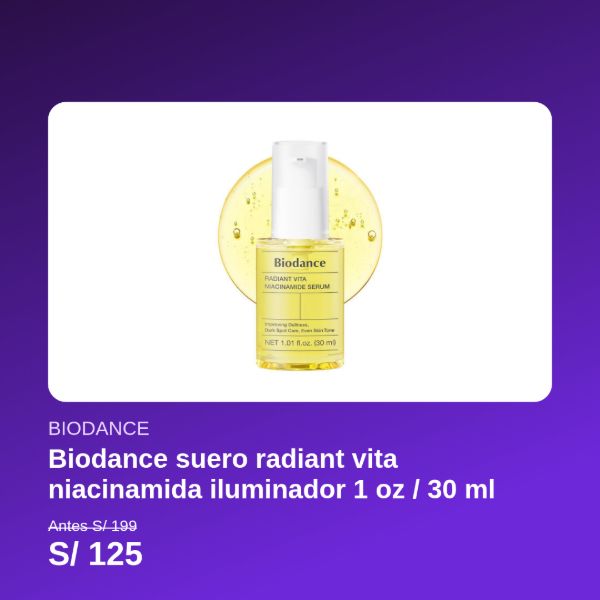 Biodance
RADIANT VITA
NIACINAMIDE SERUM
Improving Dullness,
Dark Spot Care, Even Skin Tone
NET 1.01 fl.oz. (30 ml)
BIODANCE
Biodance suero radiant vita
niacinamida iluminador 1 oz / 30 ml
Antes S/ 199
S/ 125